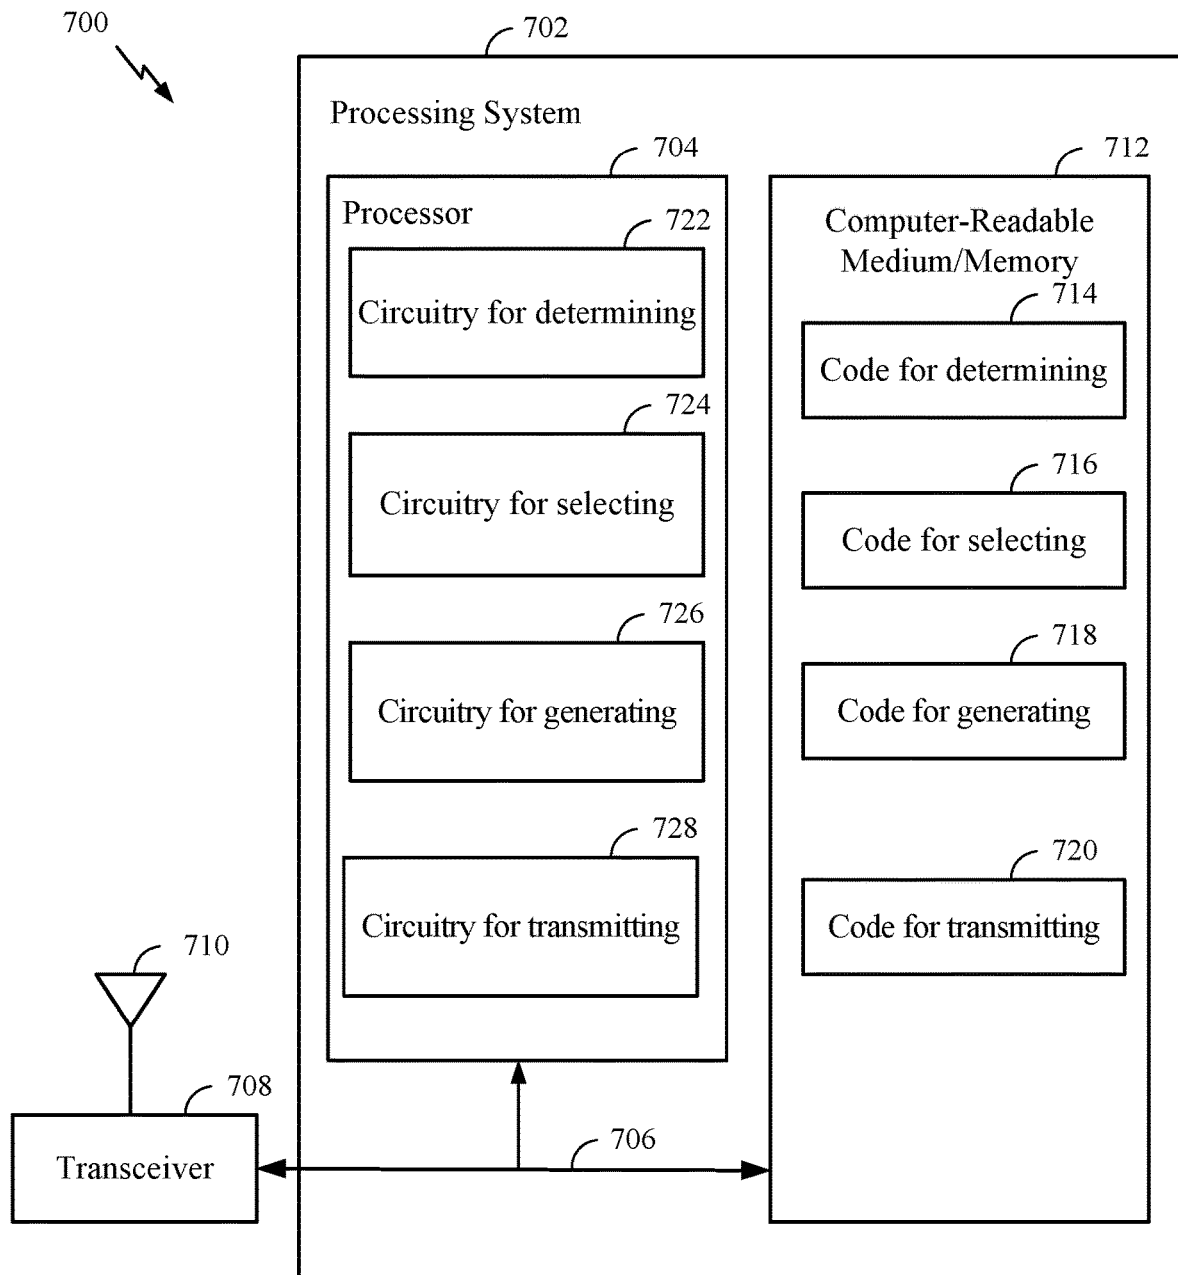 700
702
Processing System
704
712
Processor
Computer-Readable
Medium/Memory
722
Circuitry for determining
714
Code for determining
724
Circuitry for selecting
716
Code for selecting
726
Circuitry for generating
718
Code for generating
728
Circuitry for transmitting
720
Code for transmitting
710
708
Transceiver
706